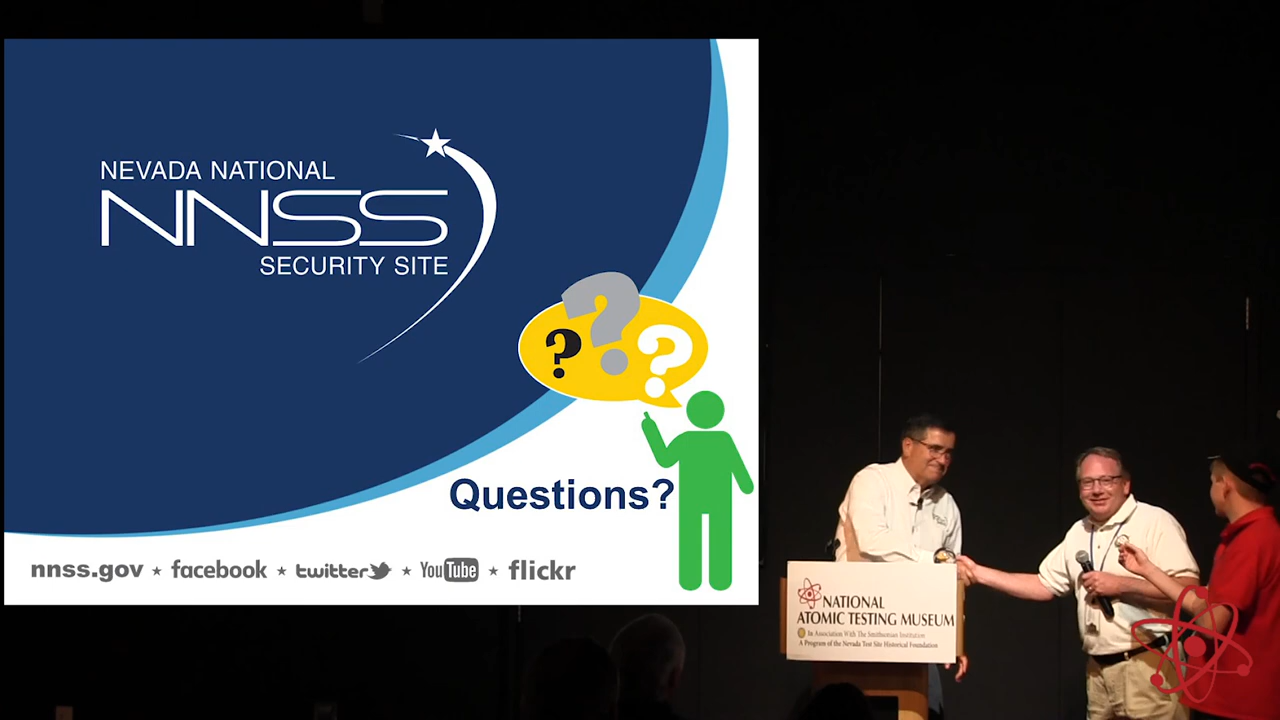 NEVADA NATIONAL
NNSS
SECURITY SITE
? ? ?
Questions?
nnss.gov ★ facebook ★ twitter ★ YouTube ★ flickr
NATIONAL
ATOMIC TESTING MUSEUM
In Association With The Smithsonian Institution
A Program of the Nevada Test Site Historical Foundation